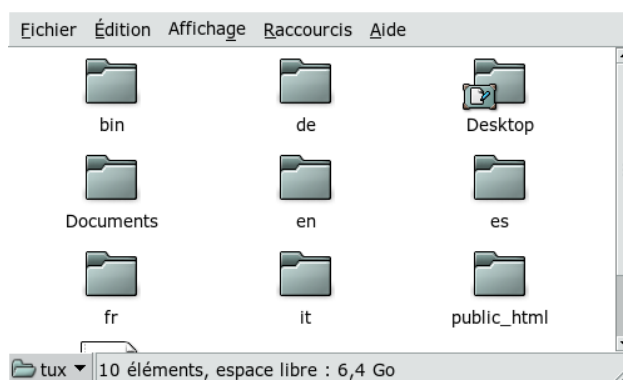 Fichier Édition Affichage Raccourcis Aide
bin de Desktop
Documents en es
fr it public_html
tux 10 éléments, espace libre : 6,4 Go